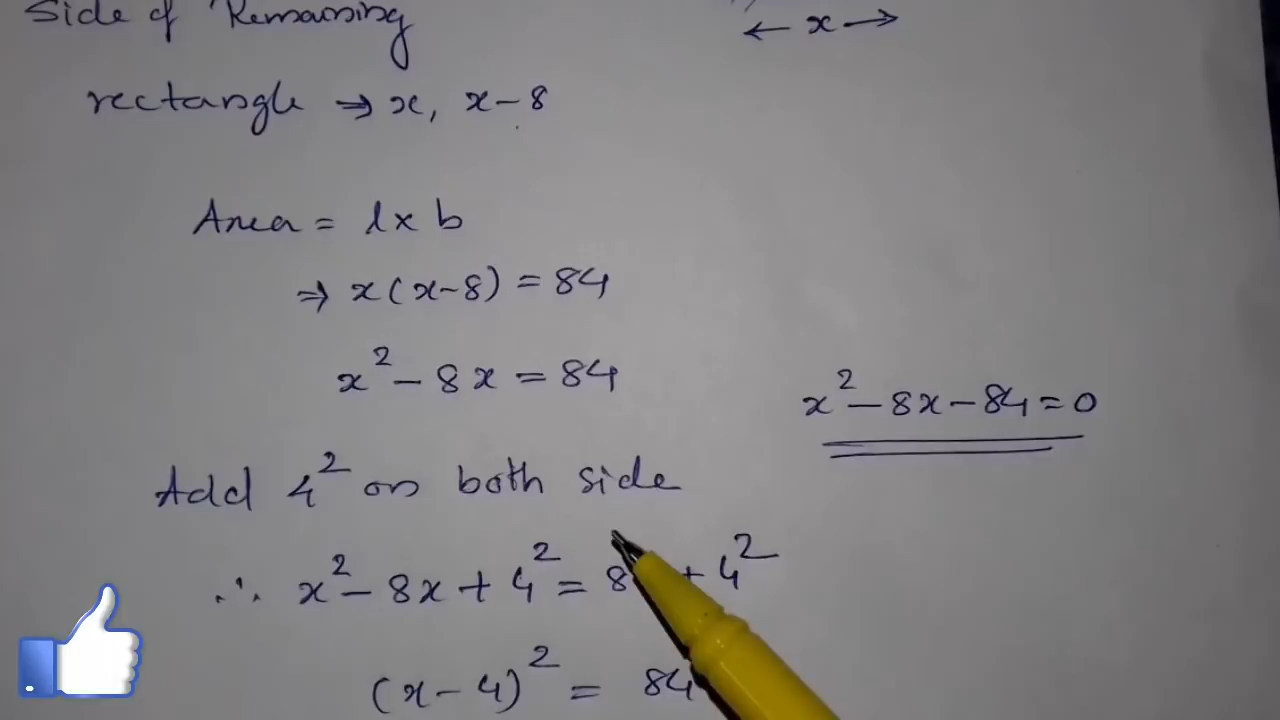 Side of Remaining
← x →
rectangle ⇒ x, x-8
Area = l x b
⇒ x(x-8) = 84
x² - 8x = 84
x² - 8x - 84 = 0
Add 4² on both side
∴ x² - 8x + 4² = 8 + 4²
(x - 4)² = 84